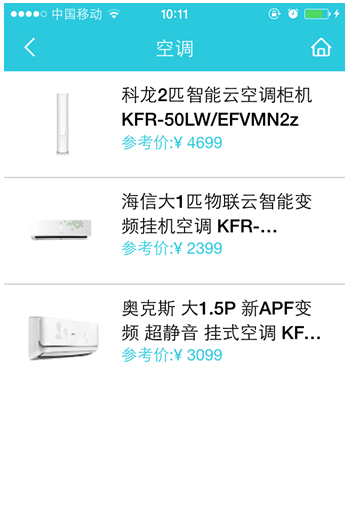 中国移动 10:11
空调
科龙2匹智能云空调柜机
KFR-50LW/EFVMN2z
参考价:¥ 4699
海信大1匹物联云智能变
频挂机空调 KFR-...
参考价:¥ 2399
奥克斯 大1.5P 新APF变
频 超静音 挂式空调 KF...
参考价:¥ 3099